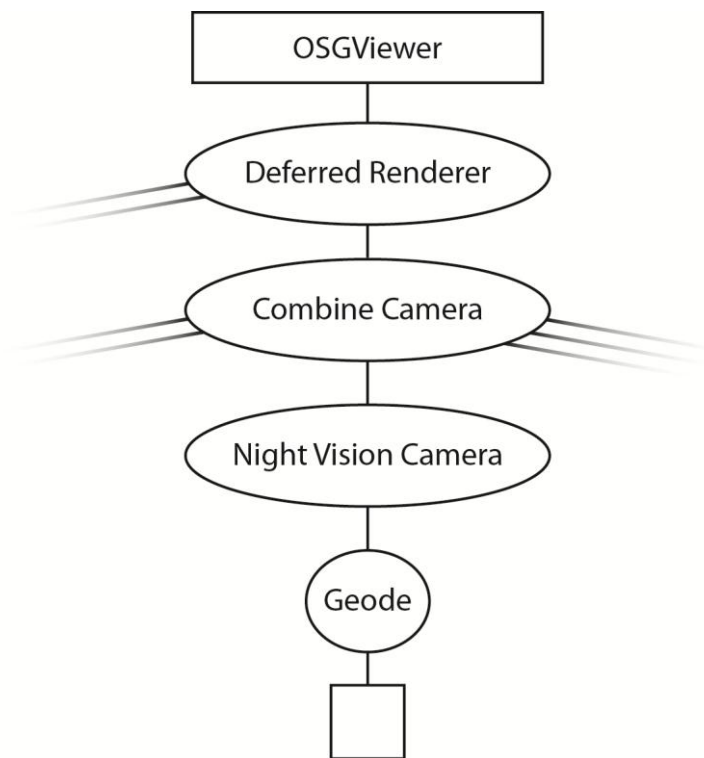 OSGViewer
Deferred Renderer
Combine Camera
Night Vision Camera
Geode